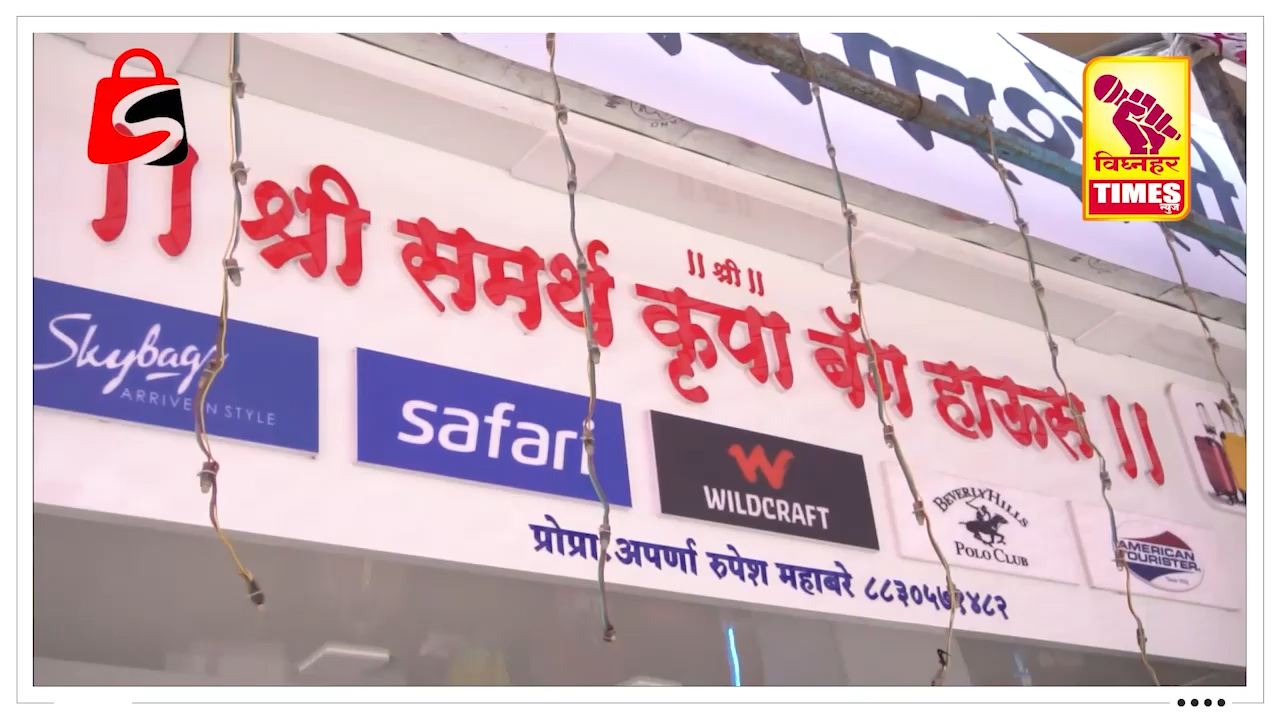 विघ्नहर
TIMES
न्युज
|| श्री ||
|| श्री समर्थ कृपा बॅग हाऊस ||
Skybags
ARRIVE IN STYLE
safari
WILDCRAFT
BEVERLY HILLS
POLO CLUB
AMERICAN
TOURISTER
प्रोप्रा. अपर्णा रुपेश महाबरे